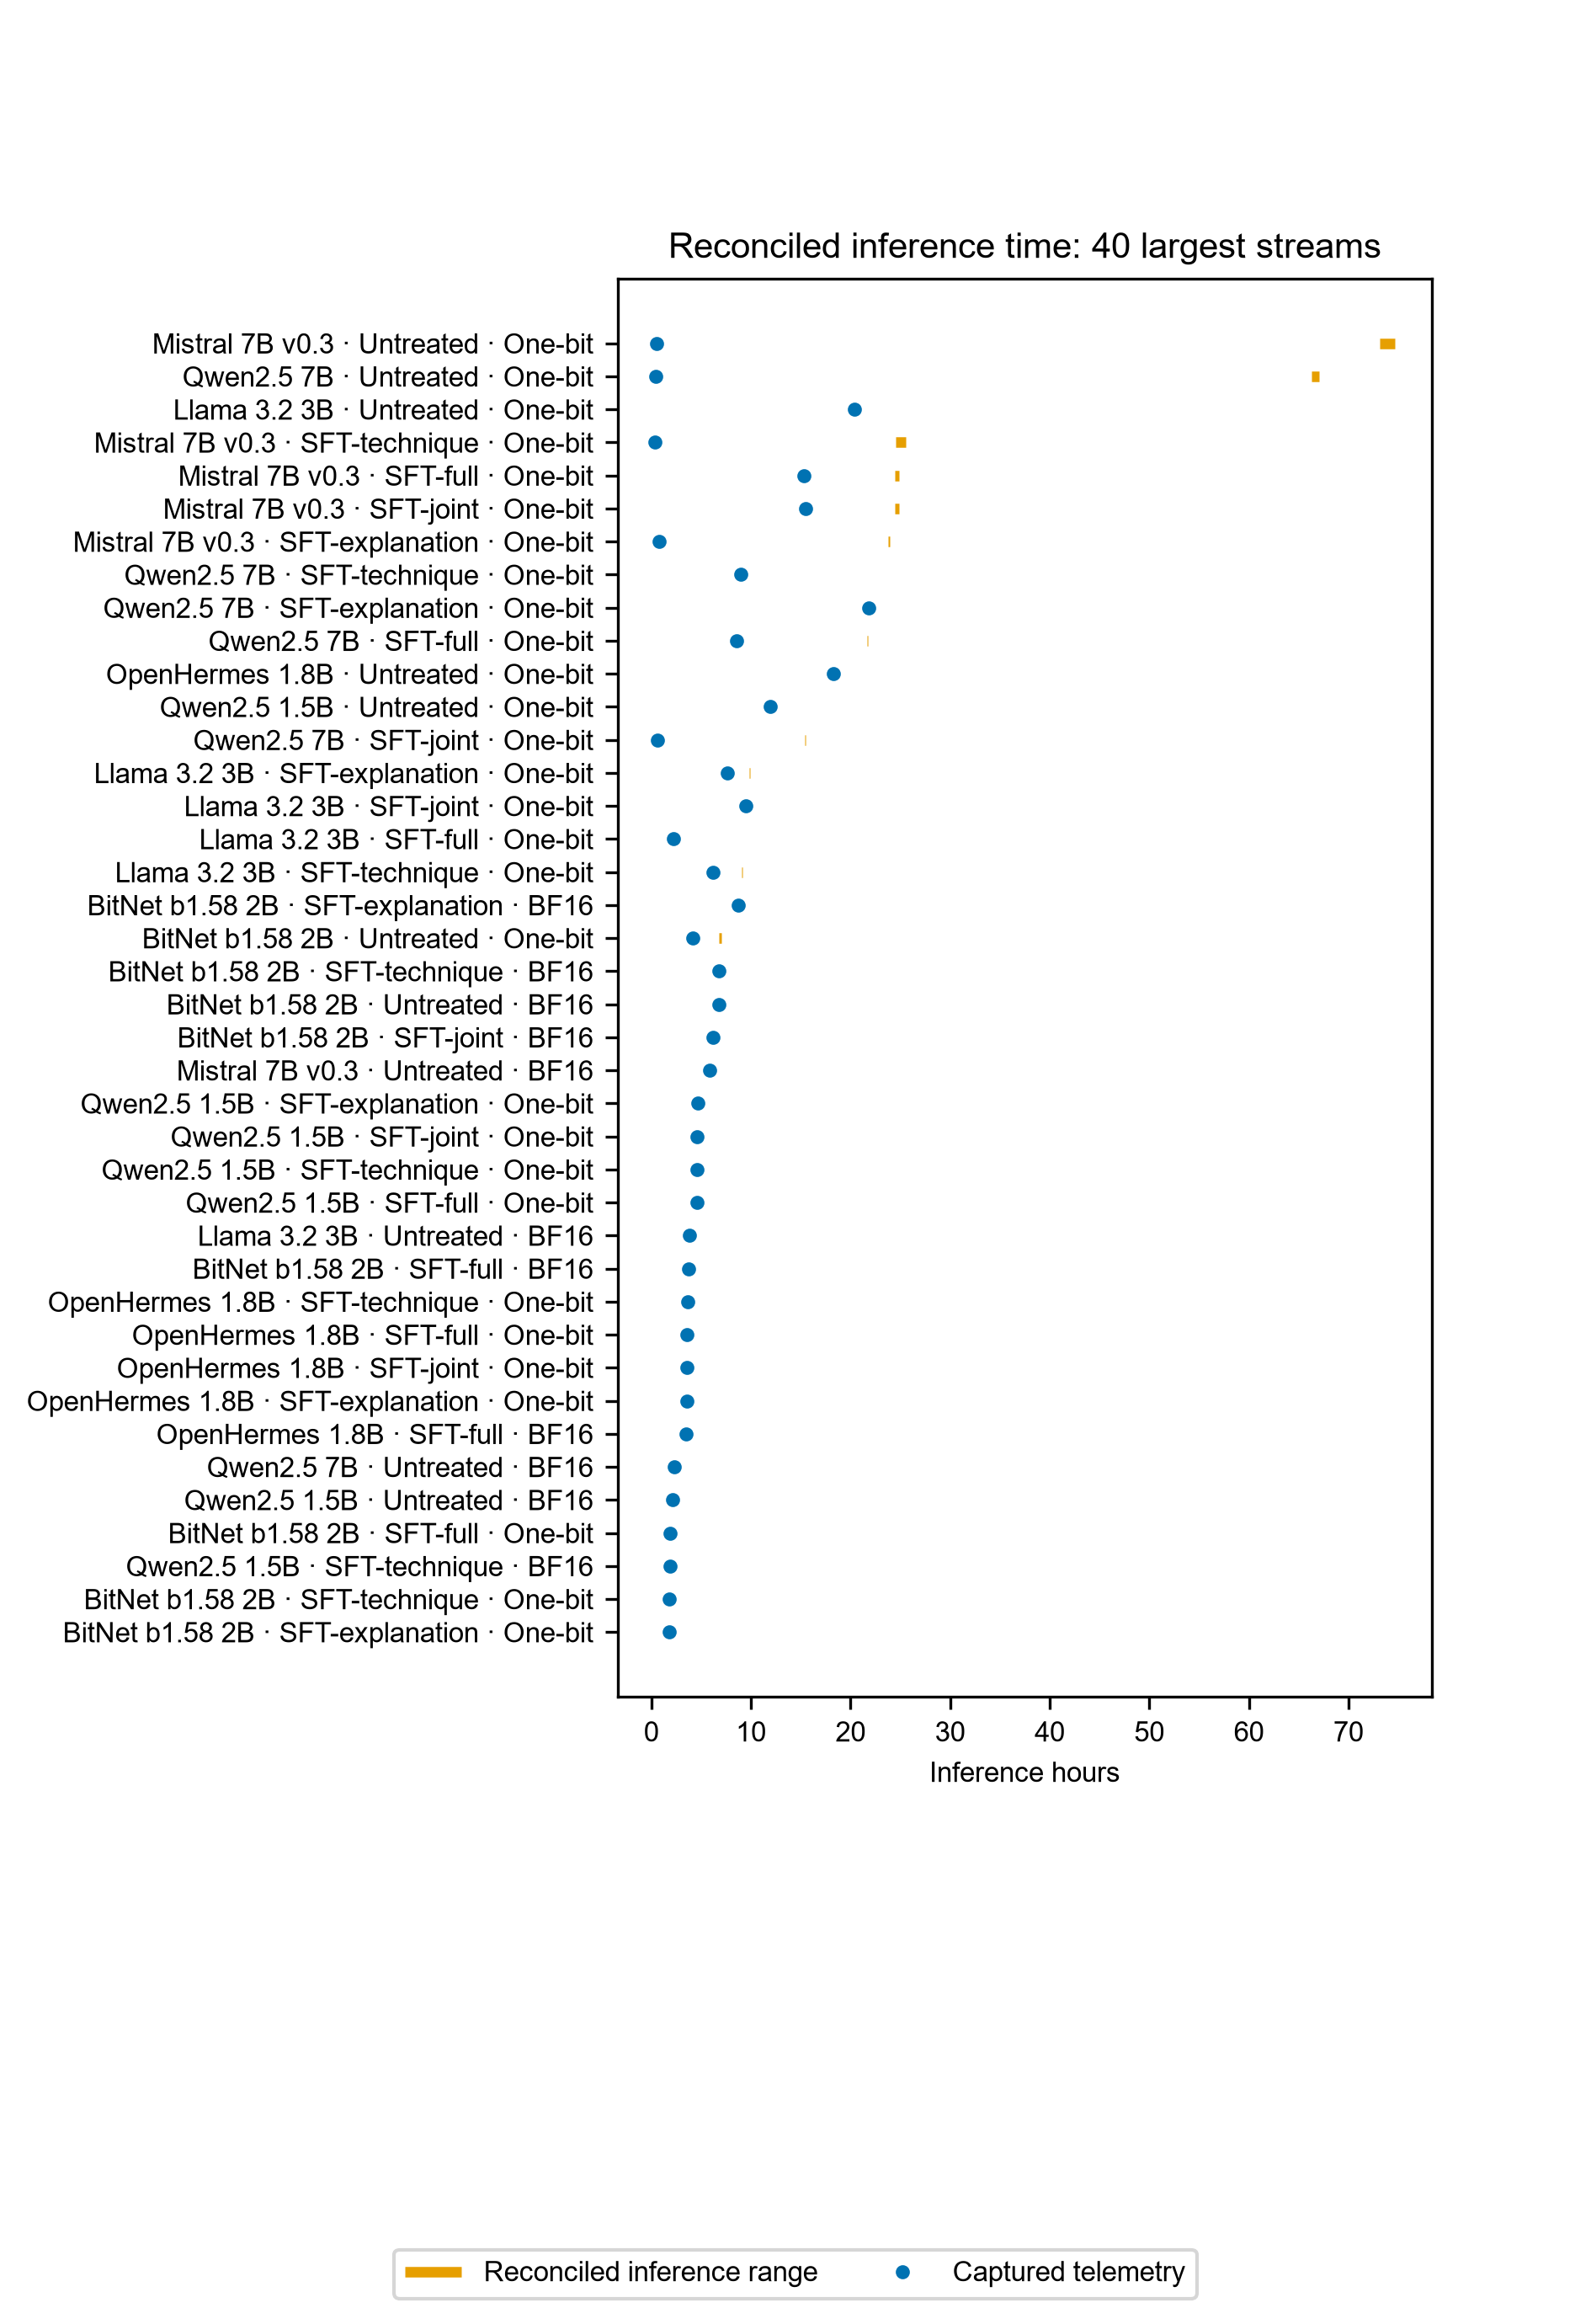 Reconciled inference time: 40 largest streams
Mistral 7B v0.3 · Untreated · One-bit
Qwen2.5 7B · Untreated · One-bit
Llama 3.2 3B · Untreated · One-bit
Mistral 7B v0.3 · SFT-technique · One-bit
Mistral 7B v0.3 · SFT-full · One-bit
Mistral 7B v0.3 · SFT-joint · One-bit
Mistral 7B v0.3 · SFT-explanation · One-bit
Qwen2.5 7B · SFT-technique · One-bit
Qwen2.5 7B · SFT-explanation · One-bit
Qwen2.5 7B · SFT-full · One-bit
OpenHermes 1.8B · Untreated · One-bit
Qwen2.5 1.5B · Untreated · One-bit
Qwen2.5 7B · SFT-joint · One-bit
Llama 3.2 3B · SFT-explanation · One-bit
Llama 3.2 3B · SFT-joint · One-bit
Llama 3.2 3B · SFT-full · One-bit
Llama 3.2 3B · SFT-technique · One-bit
BitNet b1.58 2B · SFT-explanation · BF16
BitNet b1.58 2B · Untreated · One-bit
BitNet b1.58 2B · SFT-technique · BF16
BitNet b1.58 2B · Untreated · BF16
BitNet b1.58 2B · SFT-joint · BF16
Mistral 7B v0.3 · Untreated · BF16
Qwen2.5 1.5B · SFT-explanation · One-bit
Qwen2.5 1.5B · SFT-joint · One-bit
Qwen2.5 1.5B · SFT-technique · One-bit
Qwen2.5 1.5B · SFT-full · One-bit
Llama 3.2 3B · Untreated · BF16
BitNet b1.58 2B · SFT-full · BF16
OpenHermes 1.8B · SFT-technique · One-bit
OpenHermes 1.8B · SFT-full · One-bit
OpenHermes 1.8B · SFT-joint · One-bit
OpenHermes 1.8B · SFT-explanation · One-bit
OpenHermes 1.8B · SFT-full · BF16
Qwen2.5 7B · Untreated · BF16
Qwen2.5 1.5B · Untreated · BF16
BitNet b1.58 2B · SFT-full · One-bit
Qwen2.5 1.5B · SFT-technique · BF16
BitNet b1.58 2B · SFT-technique · One-bit
BitNet b1.58 2B · SFT-explanation · One-bit
0 10 20 30 40 50 60 70
Inference hours
Reconciled inference range Captured telemetry